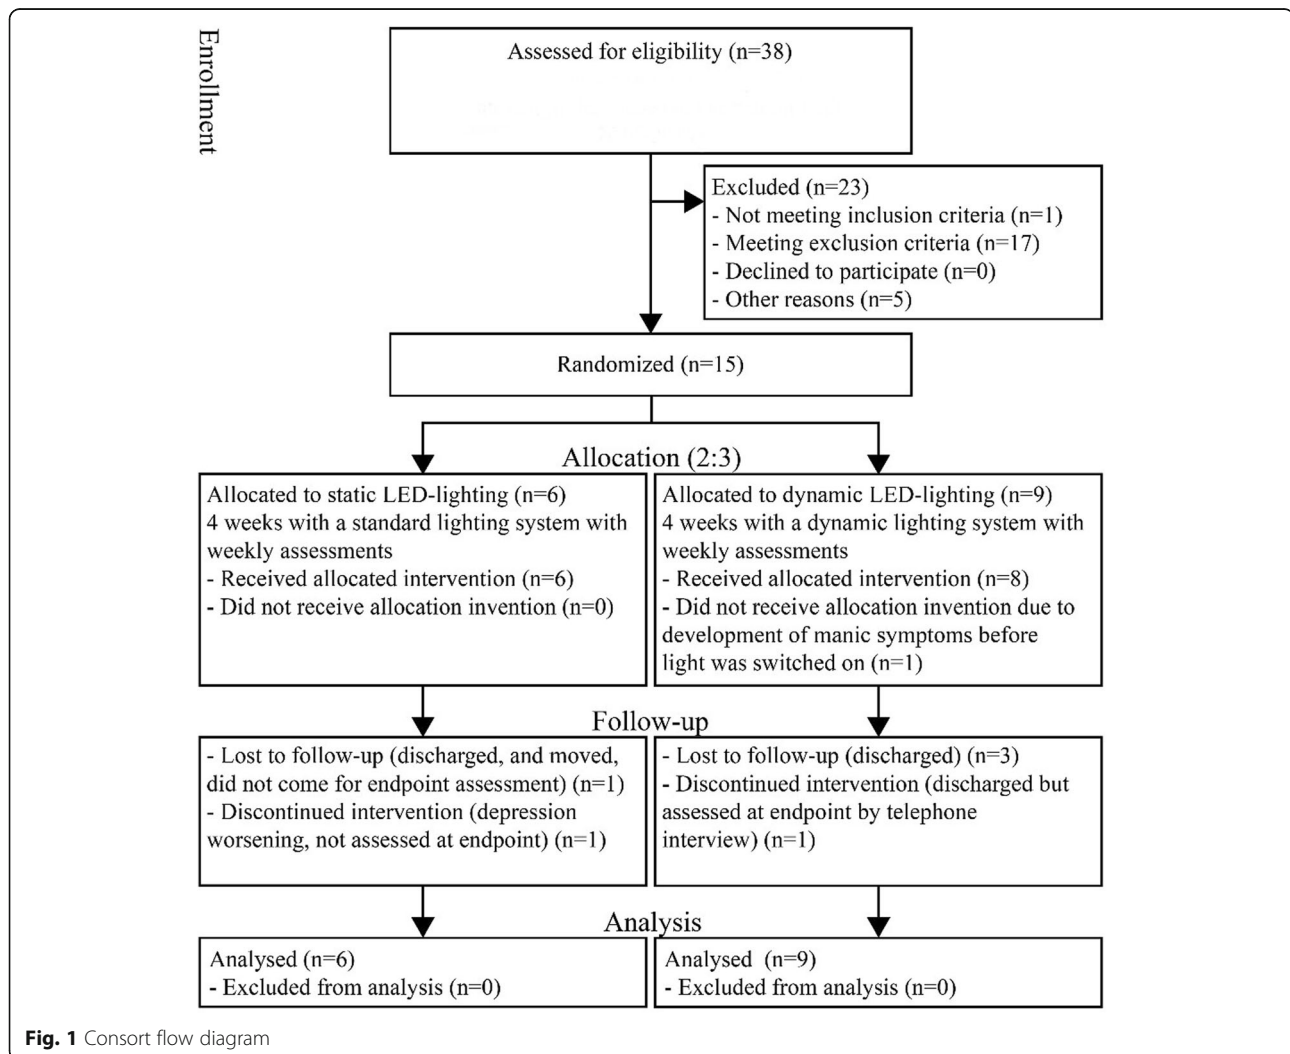 Enrollment
Assessed for eligibility (n=38)
Excluded (n=23)
- Not meeting inclusion criteria (n=1)
- Meeting exclusion criteria (n=17)
- Declined to participate (n=0)
- Other reasons (n=5)
Randomized (n=15)
Allocation (2:3)
Allocated to static LED-lighting (n=6)
4 weeks with a standard lighting system with
weekly assessments
- Received allocated intervention (n=6)
- Did not receive allocation invention (n=0)
Allocated to dynamic LED-lighting (n=9)
4 weeks with a dynamic lighting system with
weekly assessments
- Received allocated intervention (n=8)
- Did not receive allocation invention due to
development of manic symptoms before
light was switched on (n=1)
Follow-up
- Lost to follow-up (discharged, and moved,
did not come for endpoint assessment) (n=1)
- Discontinued intervention (depression
worsening, not assessed at endpoint) (n=1)
- Lost to follow-up (discharged) (n=3)
- Discontinued intervention (discharged but
assessed at endpoint by telephone
interview) (n=1)
Analysis
Analysed (n=6)
- Excluded from analysis (n=0)
Analysed (n=9)
- Excluded from analysis (n=0)
Fig. 1 Consort flow diagram